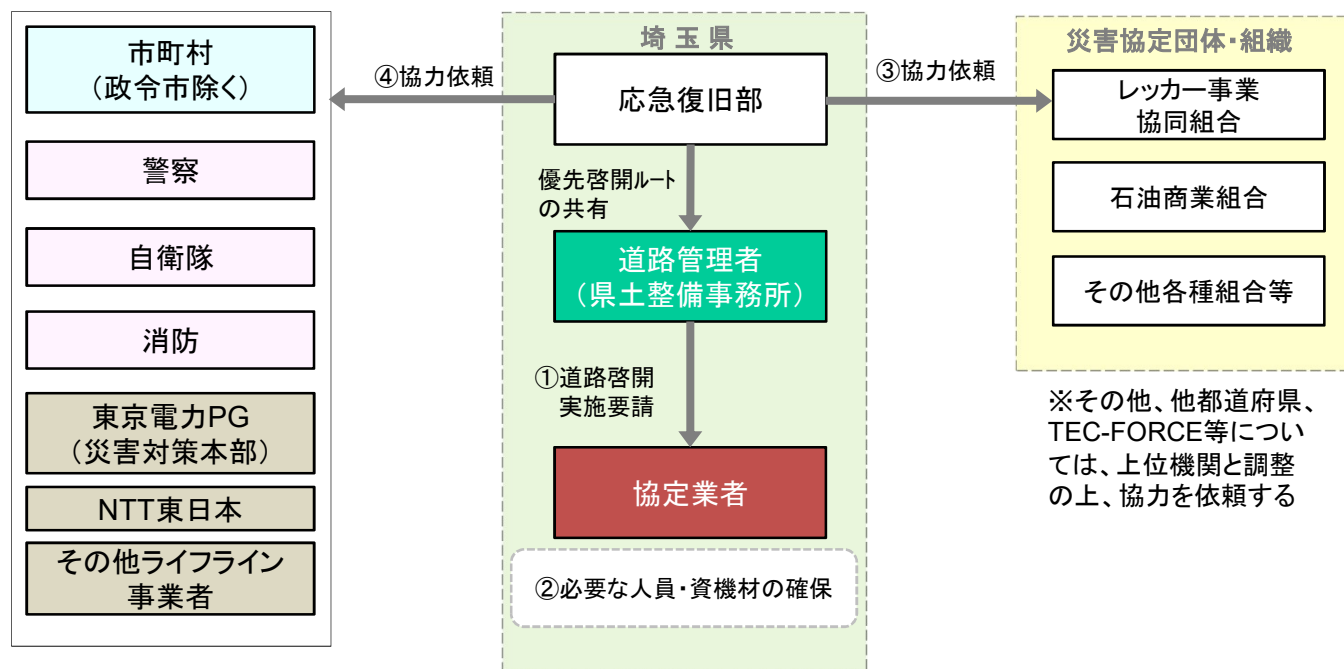 市町村
（政令市除く）
警察
自衛隊
消防
東京電力PG
（災害対策本部）
NTT東日本
その他ライフライン
事業者
④協力依頼
埼玉県
応急復旧部
優先啓開ルート
の共有
道路管理者
（県土整備事務所）
①道路啓開
実施要請
協定業者
②必要な人員・資機材の確保
③協力依頼
災害協定団体・組織
レッカー事業
協同組合
石油商業組合
その他各種組合等
※その他、他都道府県、
TEC-FORCE等につい
ては、上位機関と調整
の上、協力を依頼する